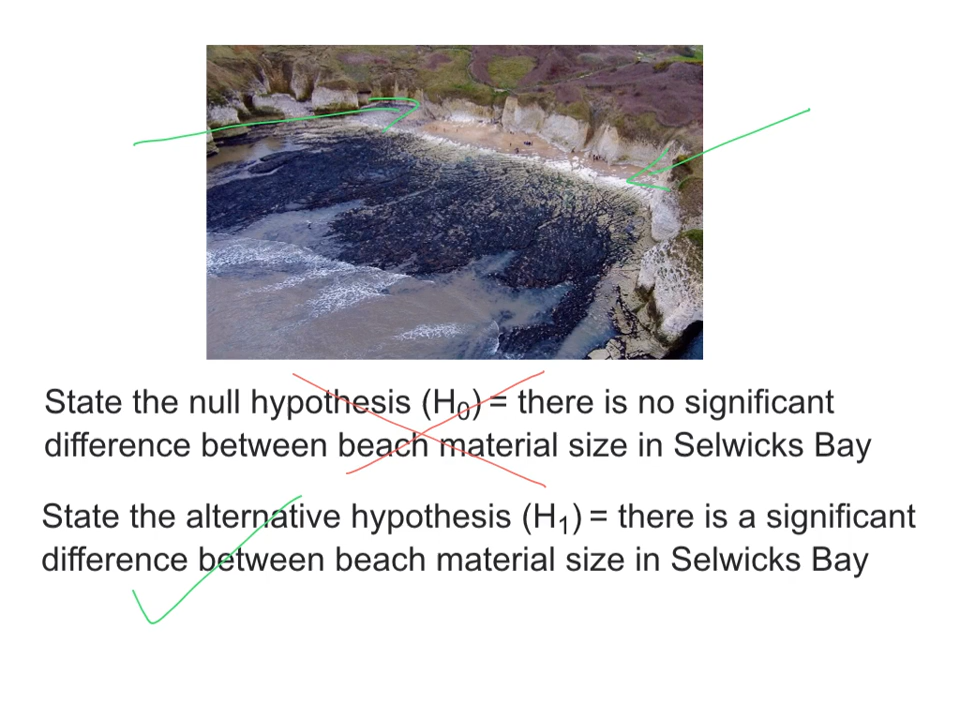 State the null hypothesis (H₀) = there is no significant
difference between beach material size in Selwicks Bay
State the alternative hypothesis (H₁) = there is a significant
difference between beach material size in Selwicks Bay